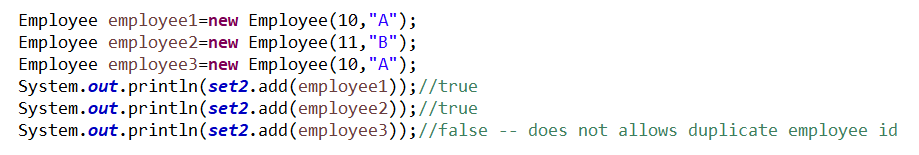 Employee employee1=new Employee(10,"A");
Employee employee2=new Employee(11,"B");
Employee employee3=new Employee(10,"A");
System.out.println(set2.add(employee1));//true
System.out.println(set2.add(employee2));//true
System.out.println(set2.add(employee3));//false -- does not allows duplicate employee id